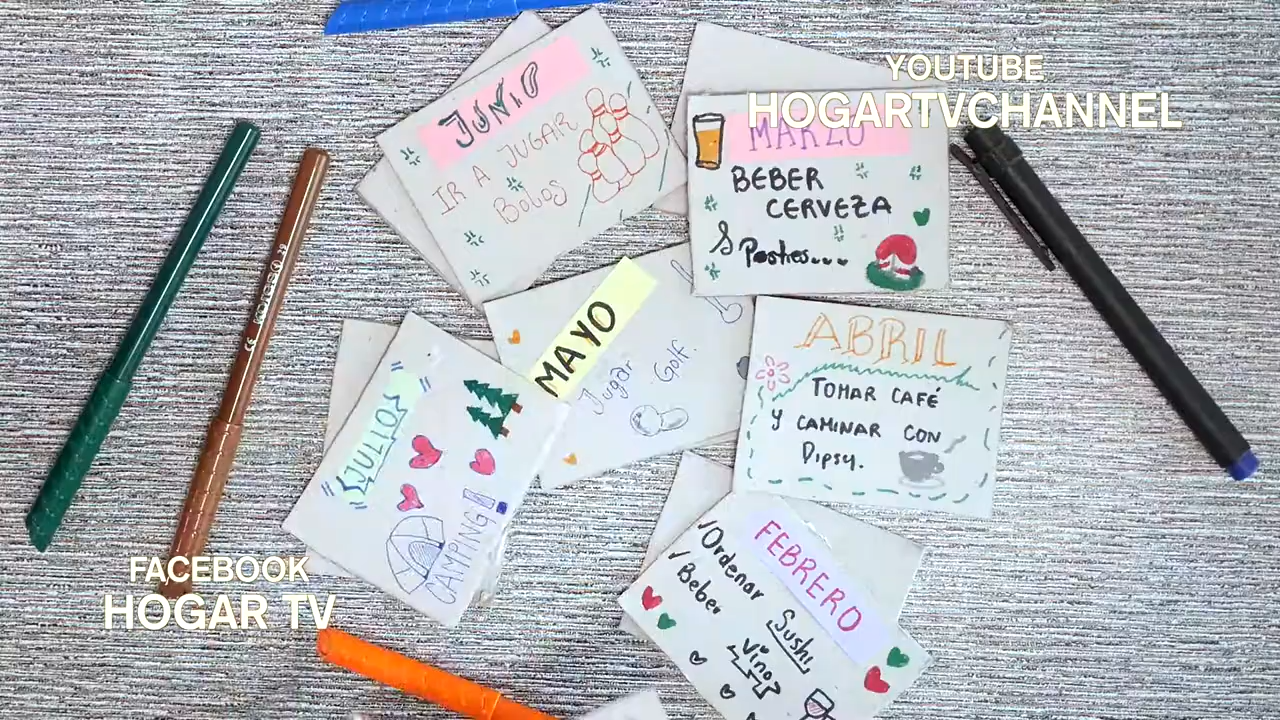 YOUTUBE
HOGARTVCHANNEL
JUNIO
IR A JUGAR
BOLOS
MARZO
BEBER
CERVEZA
Postres...
MAYO
Jugar Golf.
ABRIL
TOMAR CAFÉ
Y CAMINAR CON
Dipsy.
JULIO
CAMPING!
FEBRERO
Ordenar Sushi
Beber Vino
FACEBOOK
HOGAR TV